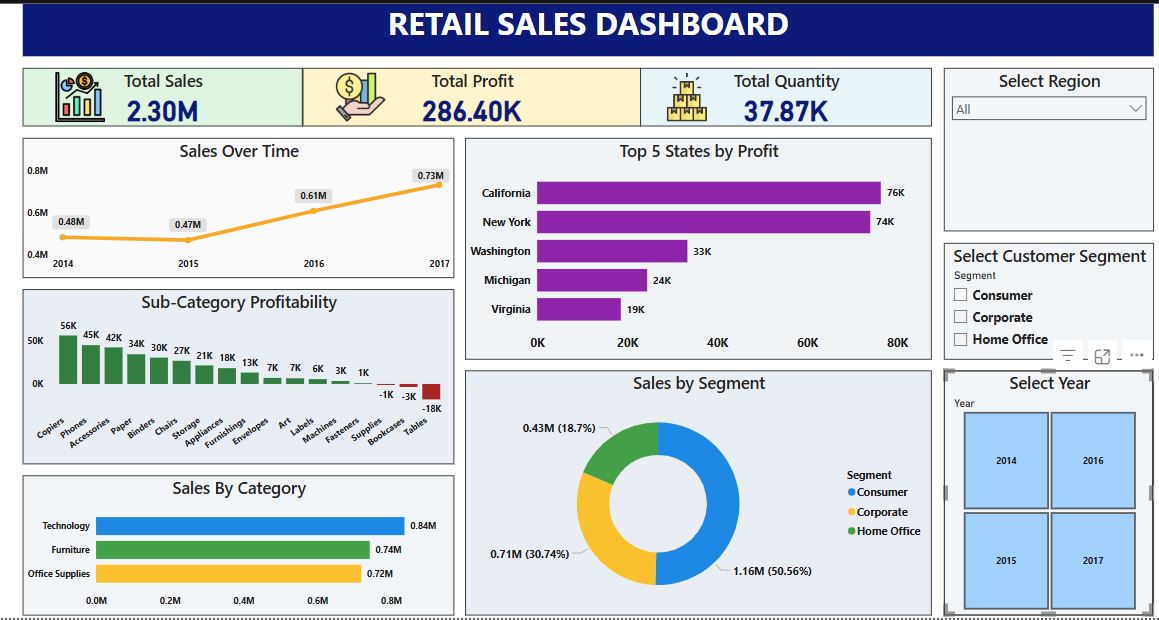 RETAIL SALES DASHBOARD
Total Sales
2.30M
Total Profit
286.40K
Total Quantity
37.87K
Select Region
All
Sales Over Time
0.8M
0.6M
0.4M
0.48M
0.47M
0.61M
0.73M
2014 2015 2016 2017
Top 5 States by Profit
California 76K
New York 74K
Washington 33K
Michigan 24K
Virginia 19K
0K 20K 40K 60K 80K
Select Customer Segment
Segment
Consumer
Corporate
Home Office
Sub-Category Profitability
50K
0K
56K 45K 42K 34K 30K 27K 21K 18K 13K 7K 7K 6K 3K 1K -1K -3K -18K
Copiers Phones Accessories Paper Binders Chairs Storage Appliances Furnishings Envelopes Art Labels Machines Fasteners Supplies Bookcases Tables
Sales by Segment
0.43M (18.7%)
0.71M (30.74%)
1.16M (50.56%)
Segment
Consumer
Corporate
Home Office
Select Year
Year
2014 2016
2015 2017
Sales By Category
Technology 0.84M
Furniture 0.74M
Office Supplies 0.72M
0.0M 0.2M 0.4M 0.6M 0.8M